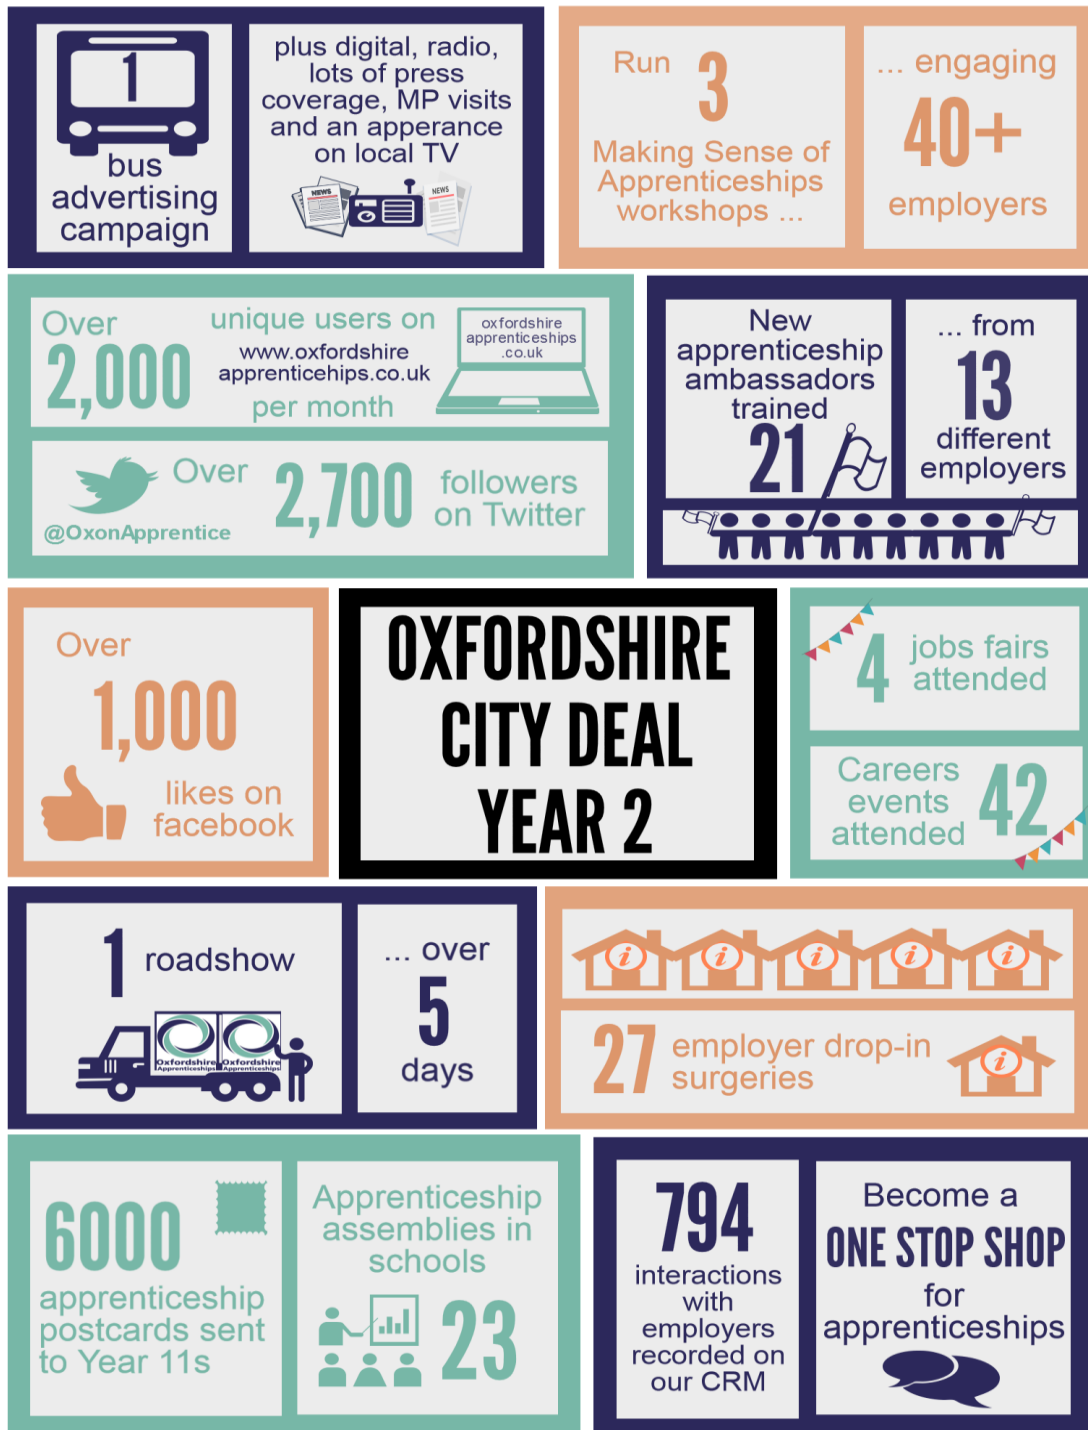 1
bus
advertising
campaign
plus digital, radio,
lots of press
coverage, MP visits
and an apperance
on local TV
NEWS
NEWS
Run 3
Making Sense of
Apprenticeships
workshops ...
... engaging
40+
employers
Over
2,000
unique users on
www.oxfordshire
apprenticehips.co.uk
per month
oxfordshire
apprenticeships
.co.uk
Over 2,700
followers
on Twitter
@OxonApprentice
New
apprenticeship
ambassadors
trained
21
... from
13
different
employers
Over
1,000
likes on
facebook
OXFORDSHIRE
CITY DEAL
YEAR 2
4 jobs fairs
attended
Careers
events
attended
42
1 roadshow
Oxfordshire
Apprenticeships
Oxfordshire
Apprenticeships
... over
5
days
i i i i i
27 employer drop-in
surgeries
i
6000
apprenticeship
postcards sent
to Year 11s
Apprenticeship
assemblies in
schools
23
794
interactions
with
employers
recorded on
our CRM
Become a
ONE STOP SHOP
for
apprenticeships